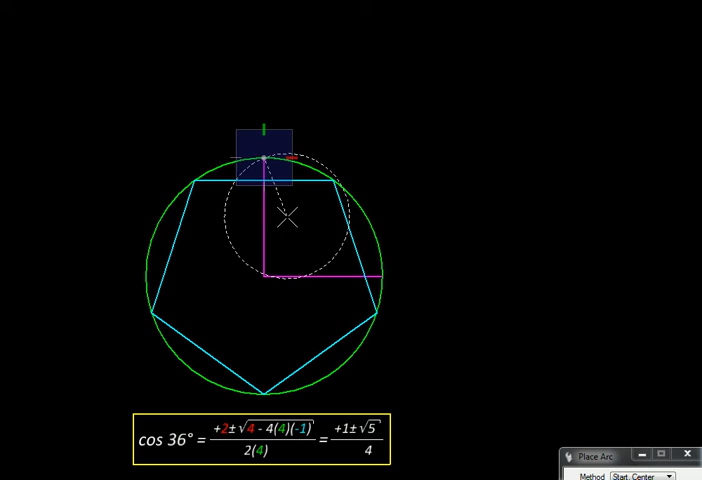 cos 36° = (+2±√(4 - 4(4)(-1)))/(2(4)) = (+1±√5)/4
Place Arc
Method Start, Center